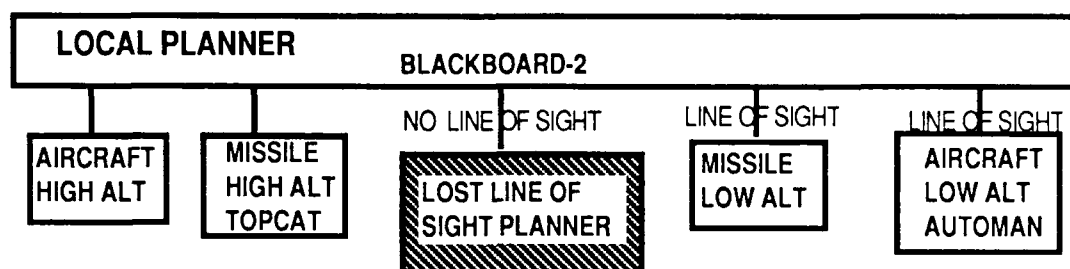 LOCAL PLANNER
BLACKBOARD-2
NO LINE OF SIGHT
LINE OF SIGHT
LINE OF SIGHT
AIRCRAFT
HIGH ALT
MISSILE
HIGH ALT
TOPCAT
LOST LINE OF
SIGHT PLANNER
MISSILE
LOW ALT
AIRCRAFT
LOW ALT
AUTOMAN